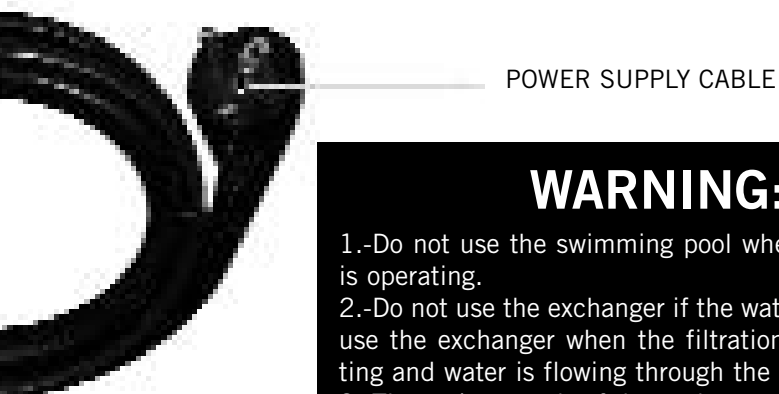 POWER SUPPLY CABLE
WARNING:
1.-Do not use the swimming pool whe
is operating.
2.-Do not use the exchanger if the wat
use the exchanger when the filtration
ting and water is flowing through the